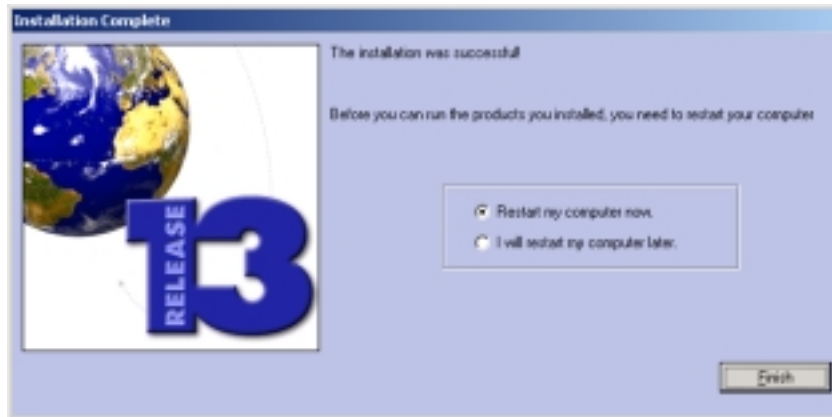 Installation Complete
The installation was successful!
Before you can run the products you installed, you need to restart your computer
RELEASE
13
Restart my computer now.
I will restart my computer later.
Finish